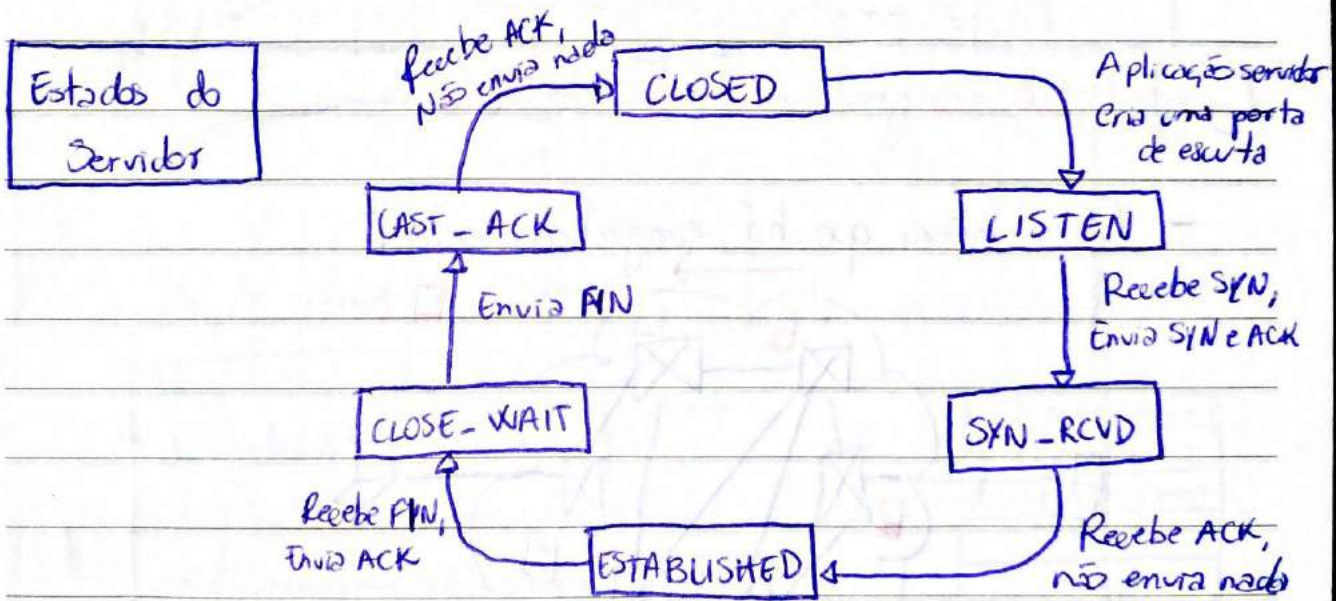 Estados do
Servidor
Recebe ACK,
Não envia nada
CLOSED
Aplicação servidor
cria uma porta
de escuta
LAST_ACK
LISTEN
Envia FIN
Recebe SYN,
Envia SYN e ACK
CLOSE_WAIT
SYN_RCVD
Recebe FIN,
Envia ACK
ESTABLISHED
Recebe ACK,
não envia nada